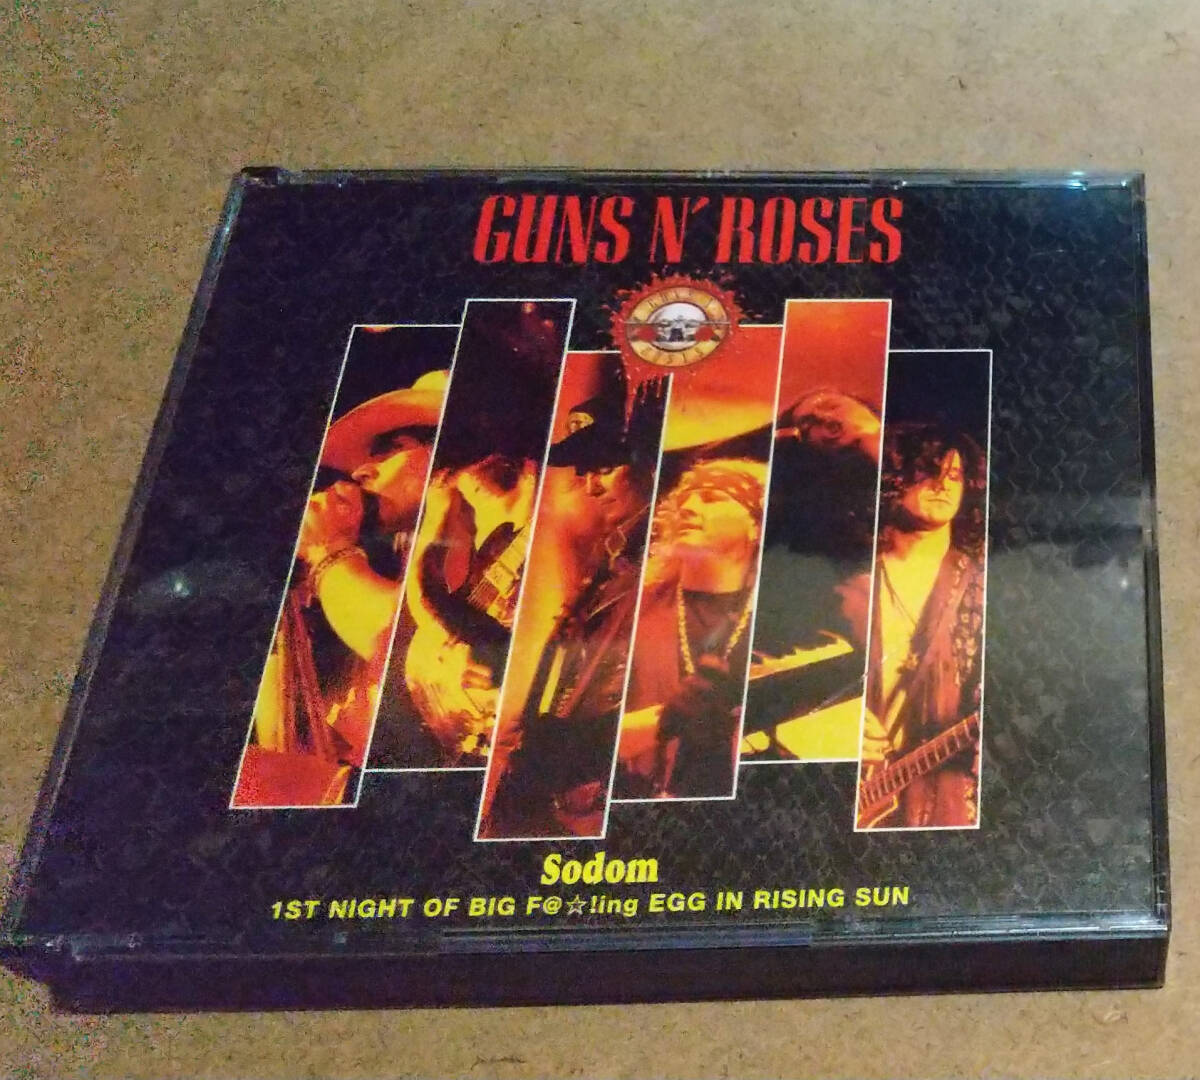 GUNS N' ROSES
Sodom
1ST NIGHT OF BIG F@☆!ing EGG IN RISING SUN